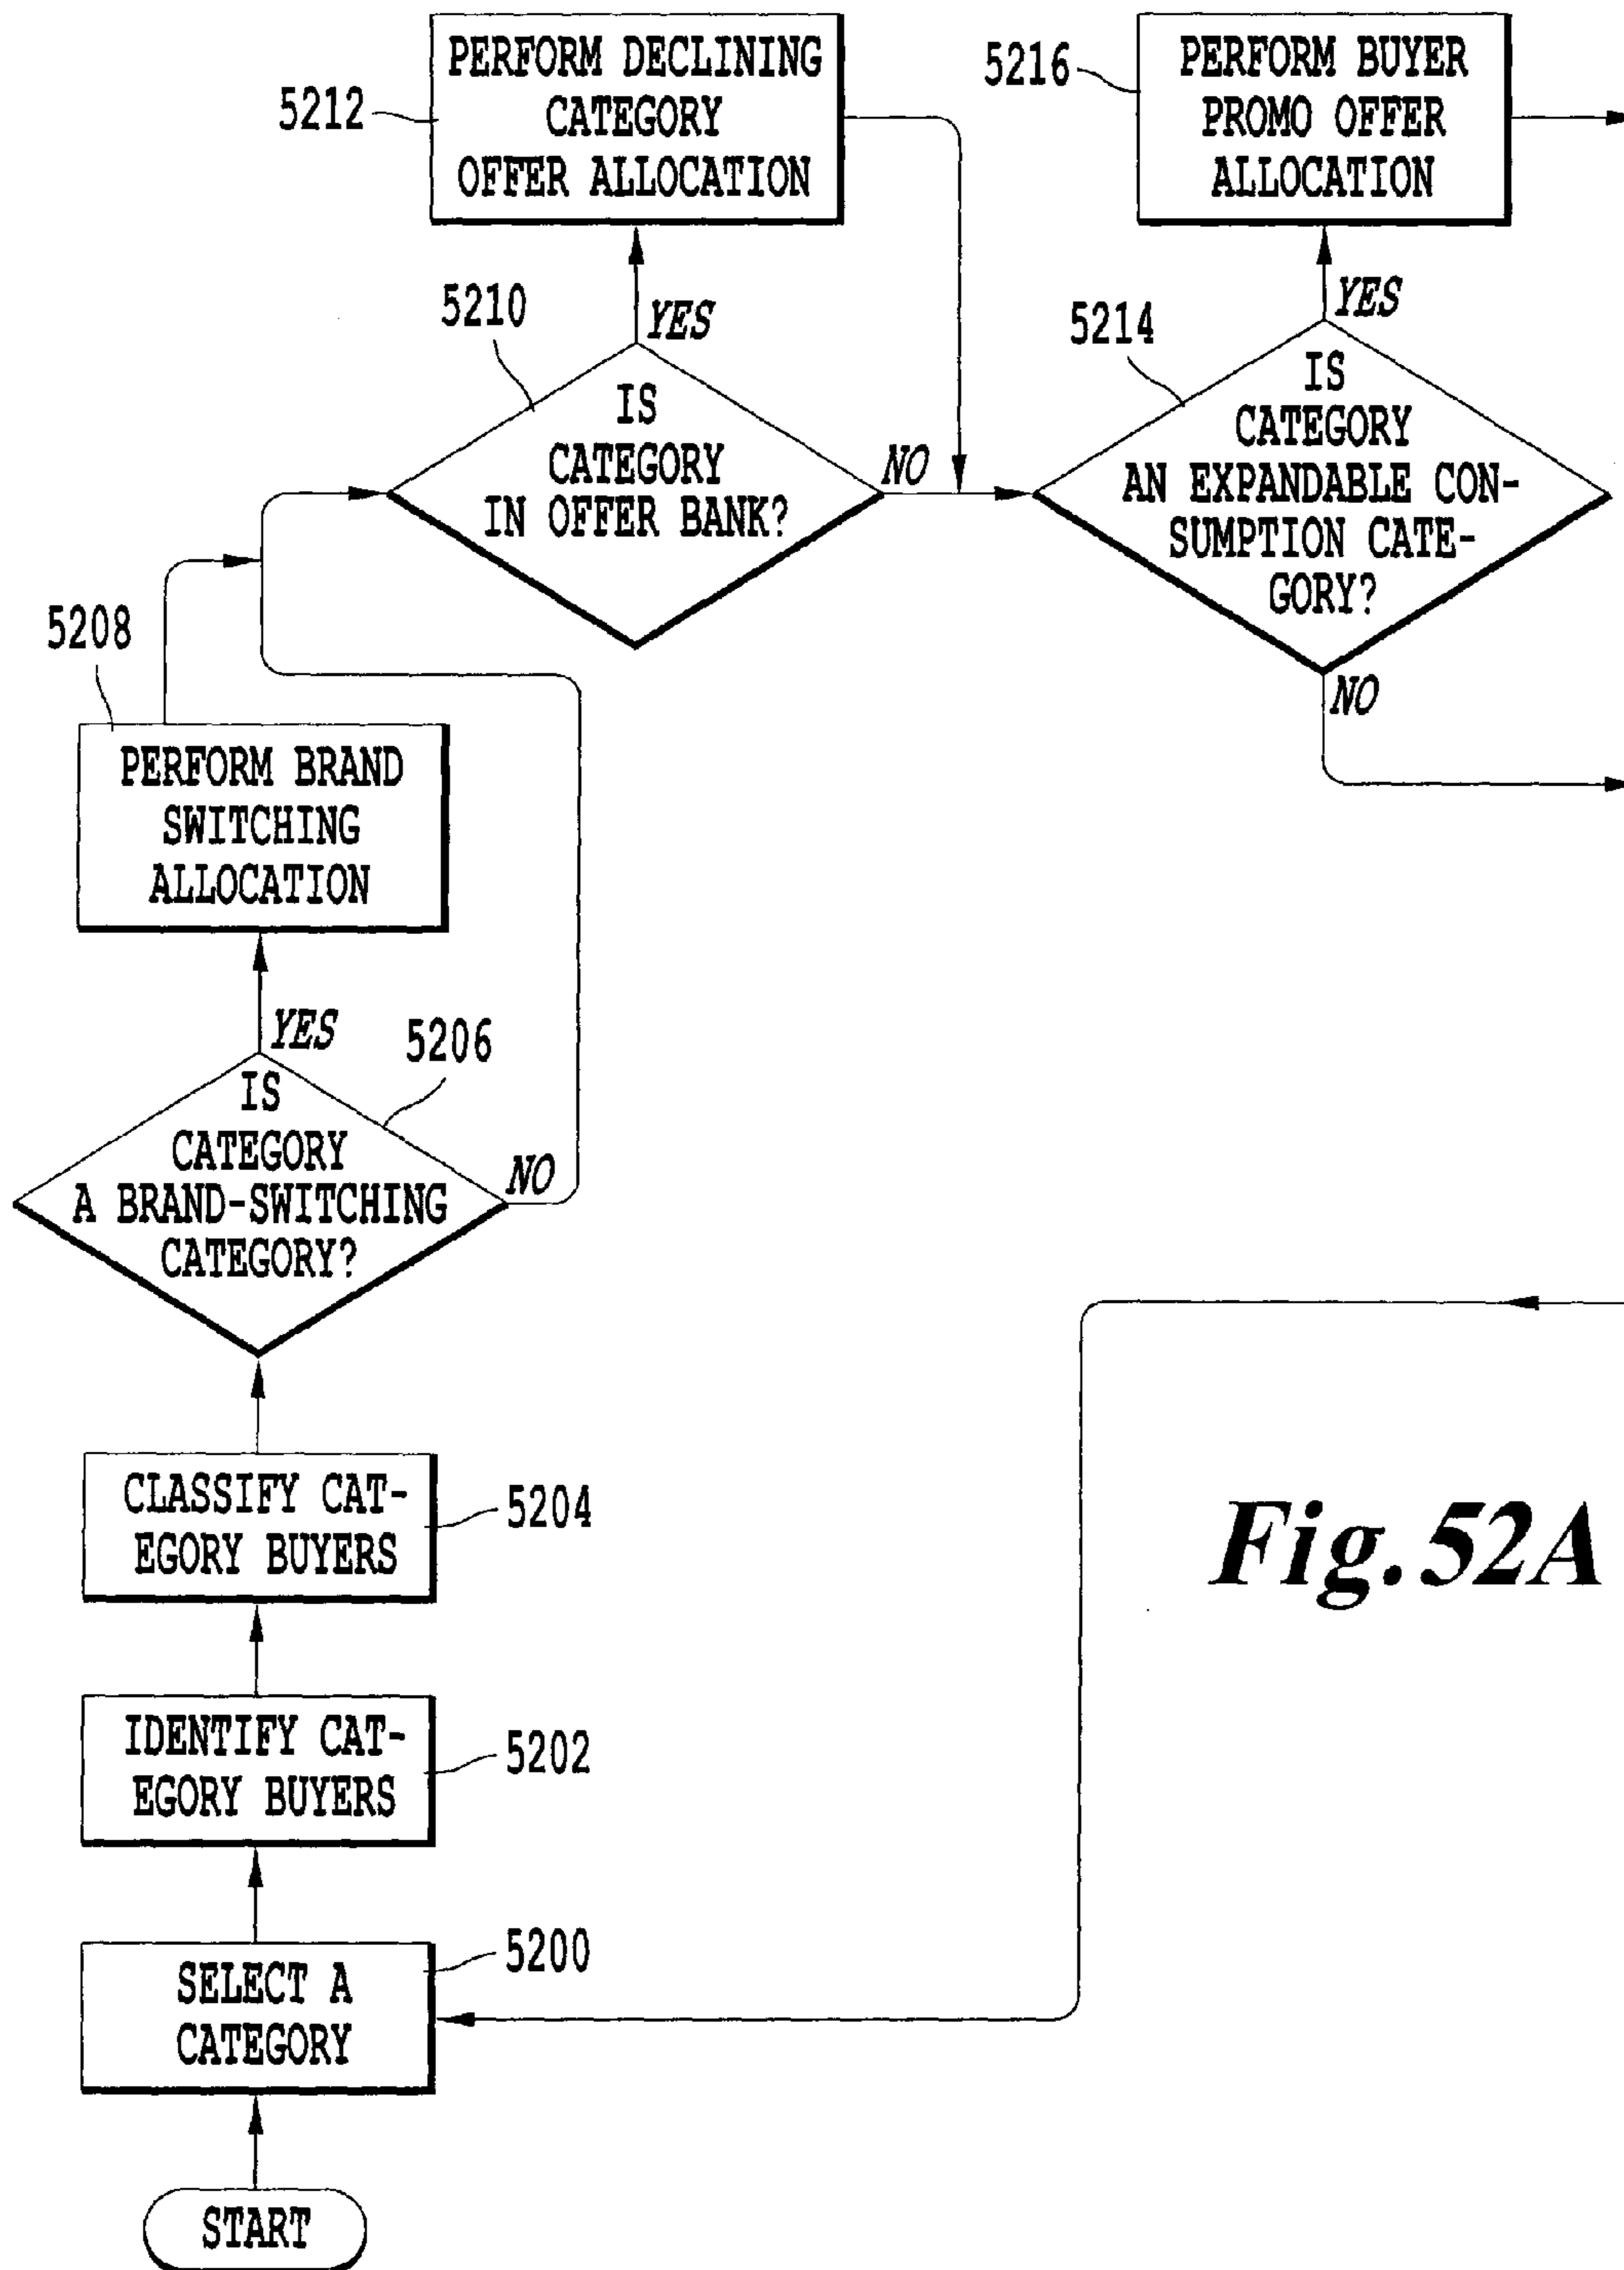 PERFORM DECLINING
CATEGORY
OFFER ALLOCATION
5212
5216
PERFORM BUYER
PROMO OFFER
ALLOCATION
5210
YES
IS
CATEGORY
IN OFFER BANK?
NO
5214
YES
IS
CATEGORY
AN EXPANDABLE CON-
SUMPTION CATE-
GORY?
NO
5208
PERFORM BRAND
SWITCHING
ALLOCATION
YES
5206
IS
CATEGORY
A BRAND-SWITCHING
CATEGORY?
NO
CLASSIFY CAT-
EGORY BUYERS
5204
Fig. 52A
IDENTIFY CAT-
EGORY BUYERS
5202
SELECT A
CATEGORY
5200
START